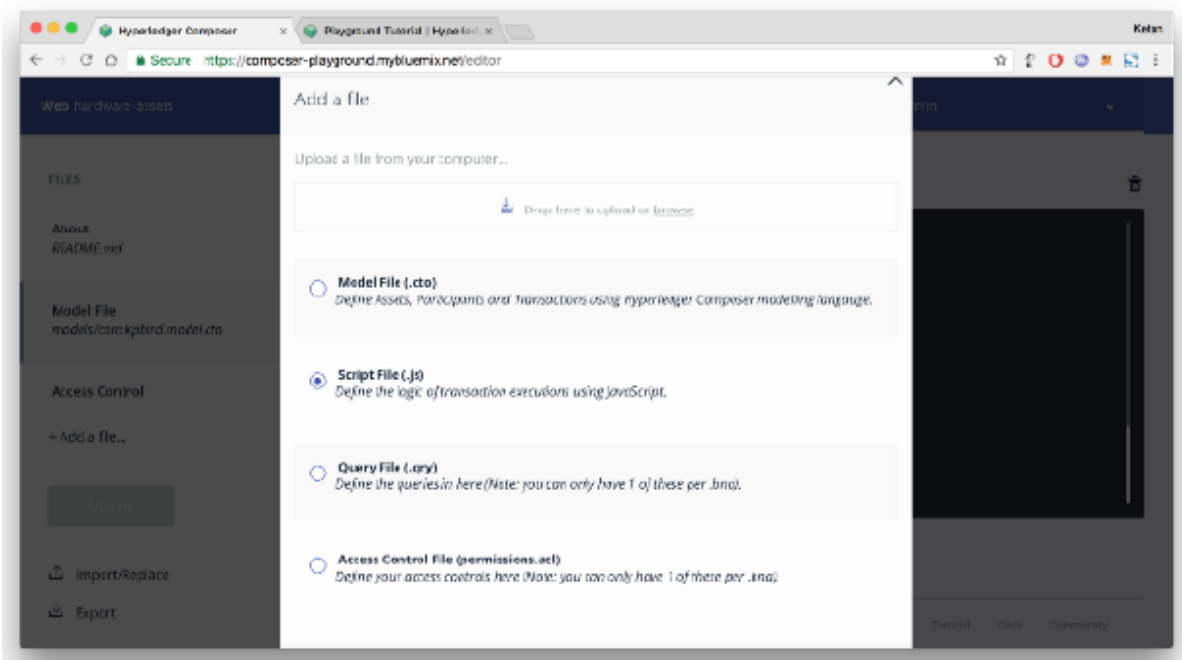 Hyperledger Composer
Playground Tutorial | Hyperled
Ketan
Secure https://composer-playground.mybluemix.net/editor
Web hardware-assets
Add a file
min
Upload a file from your computer...
FILES
Drop here to upload or browse
About
README.md
Model File (.cto)
Define Assets, Participants and Transactions using Hyperledger Composer modelling langauge.
Model File
models/com.kpbird.model.cto
Script File (.js)
Define the logic of transaction executions using JavaScript.
Access Control
+ Add a file...
Query File (.qry)
Define the queries in here (Note: you can only have 1 of these per .bna).
Update
Access Control File (permissions.acl)
Define your access controls here (Note: you can only have 1 of these per .bna)
Import/Replace
Export
Tutorial Docs Community